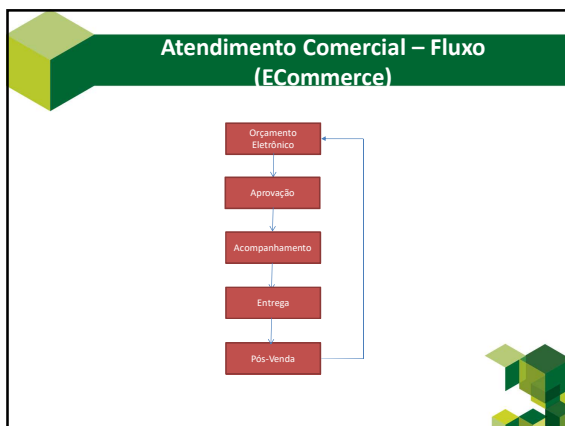 Atendimento Comercial – Fluxo
(ECommerce)
Orçamento
Eletrônico
Aprovação
Acompanhamento
Entrega
Pós-Venda